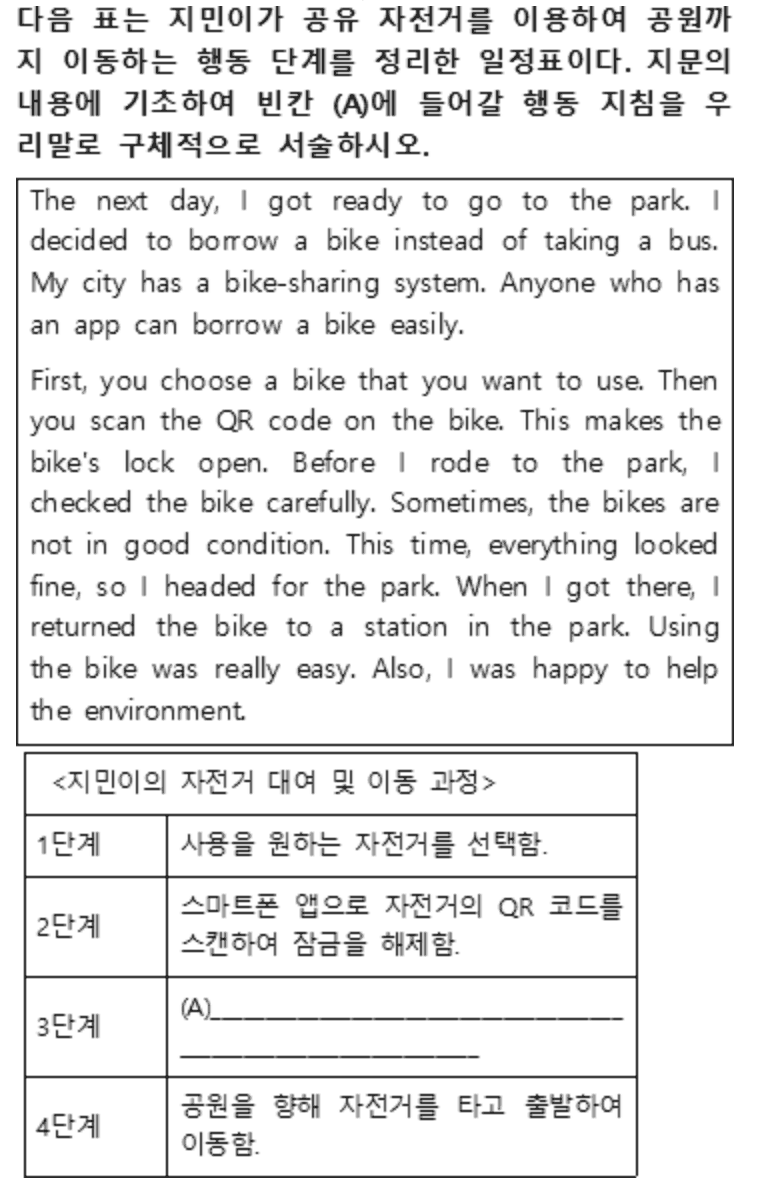 다음 표는 지민이가 공유 자전거를 이용하여 공원까
지 이동하는 행동 단계를 정리한 일정표이다. 지문의
내용에 기초하여 빈칸 (A)에 들어갈 행동 지침을 우
리말로 구체적으로 서술하시오.
The next day, I got ready to go to the park. I
decided to borrow a bike instead of taking a bus.
My city has a bike-sharing system. Anyone who has
an app can borrow a bike easily.
First, you choose a bike that you want to use. Then
you scan the QR code on the bike. This makes the
bike's lock open. Before I rode to the park, I
checked the bike carefully. Sometimes, the bikes are
not in good condition. This time, everything looked
fine, so I headed for the park. When I got there, I
returned the bike to a station in the park. Using
the bike was really easy. Also, I was happy to help
the environment.
<지민이의 자전거 대여 및 이동 과정>
1단계 사용을 원하는 자전거를 선택함.
2단계 스마트폰 앱으로 자전거의 QR 코드를
스캔하여 잠금을 해제함.
3단계 (A)______________________________
______________________
4단계 공원을 향해 자전거를 타고 출발하여
이동함.